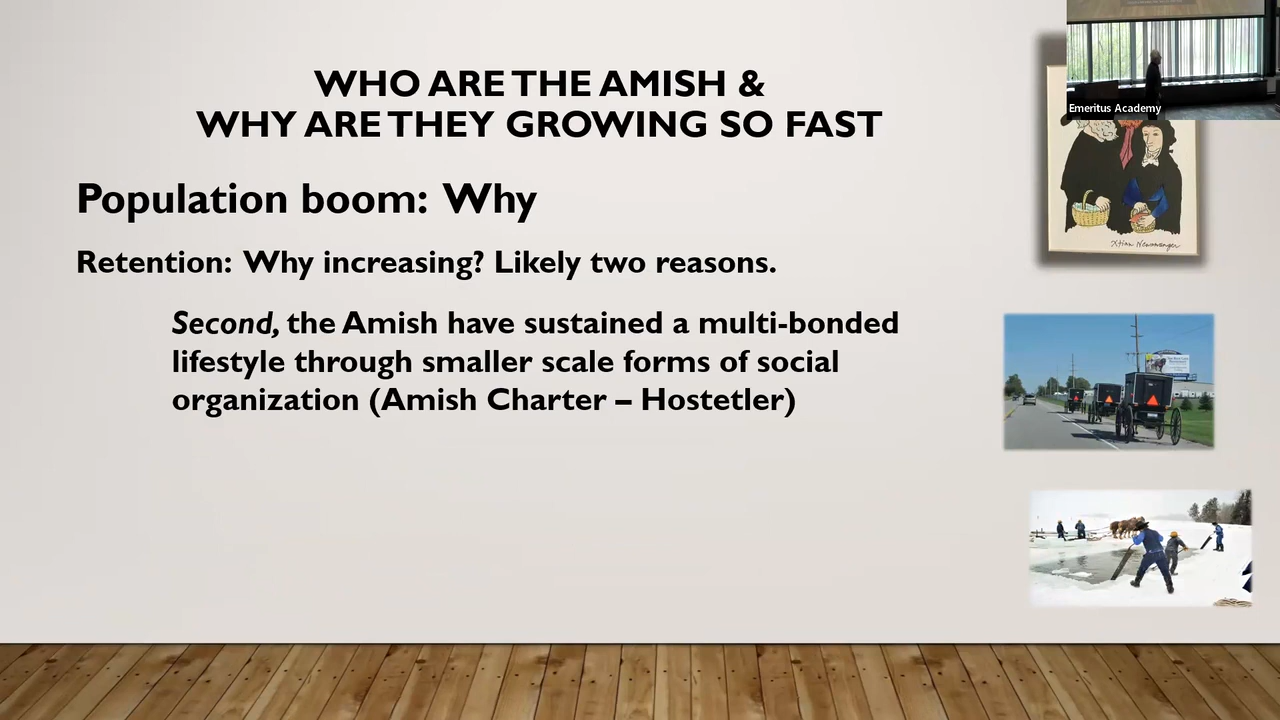 WHO ARE THE AMISH &
WHY ARE THEY GROWING SO FAST
Population boom: Why
Retention: Why increasing? Likely two reasons.
Second, the Amish have sustained a multi-bonded
lifestyle through smaller scale forms of social
organization (Amish Charter – Hostetler)
Emeritus Academy
Xtian Newswanger